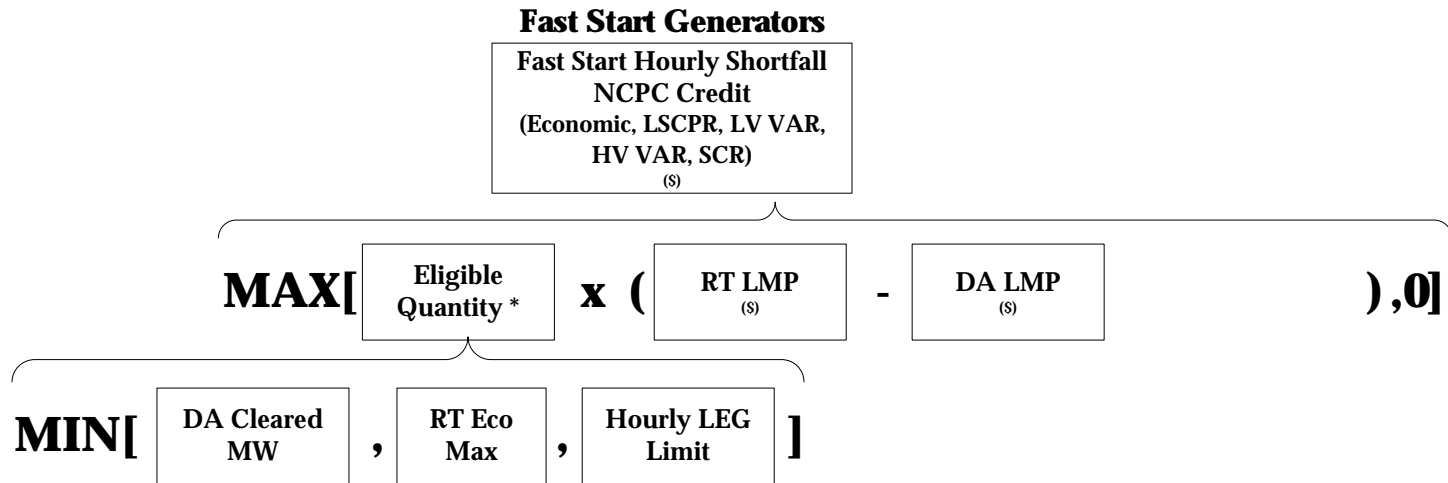 Fast Start Generators
Fast Start Hourly Shortfall
NCPC Credit
(Economic, LSCPR, LV VAR,
HV VAR, SCR)
($)
MAX[ Eligible Quantity * x ( RT LMP ($) - DA LMP ($) ) ,0]
MIN[ DA Cleared MW , RT Eco Max , Hourly LEG Limit ]